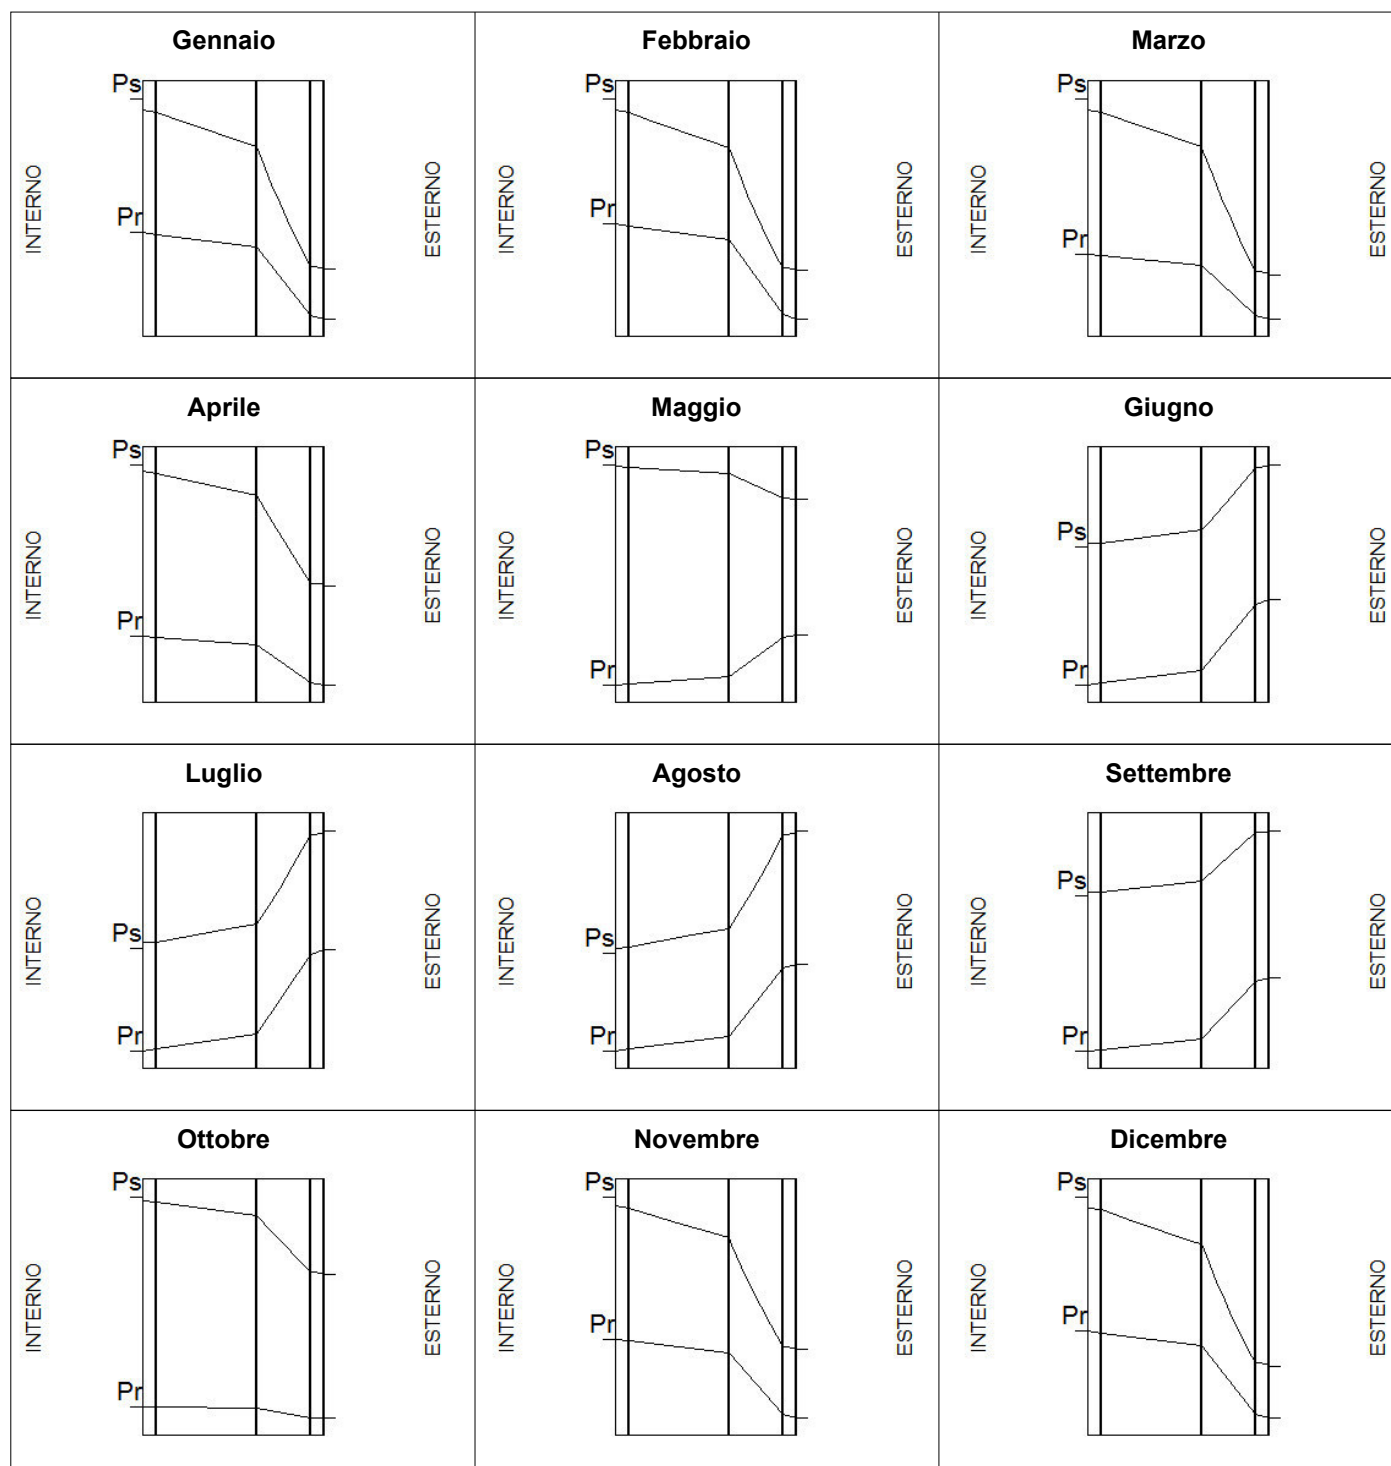 Gennaio
Febbraio
Marzo
Ps
Ps
Ps
INTERNO
Pr
ESTERNO
INTERNO
Pr
ESTERNO
INTERNO
Pr
ESTERNO
Aprile
Maggio
Giugno
Ps
Ps
Ps
INTERNO
Pr
ESTERNO
INTERNO
Pr
ESTERNO
INTERNO
Pr
ESTERNO
Luglio
Agosto
Settembre
Ps
Ps
Ps
INTERNO
Pr
ESTERNO
INTERNO
Pr
ESTERNO
INTERNO
Pr
ESTERNO
Ottobre
Novembre
Dicembre
Ps
Ps
Ps
INTERNO
Pr
ESTERNO
INTERNO
Pr
ESTERNO
INTERNO
Pr
ESTERNO